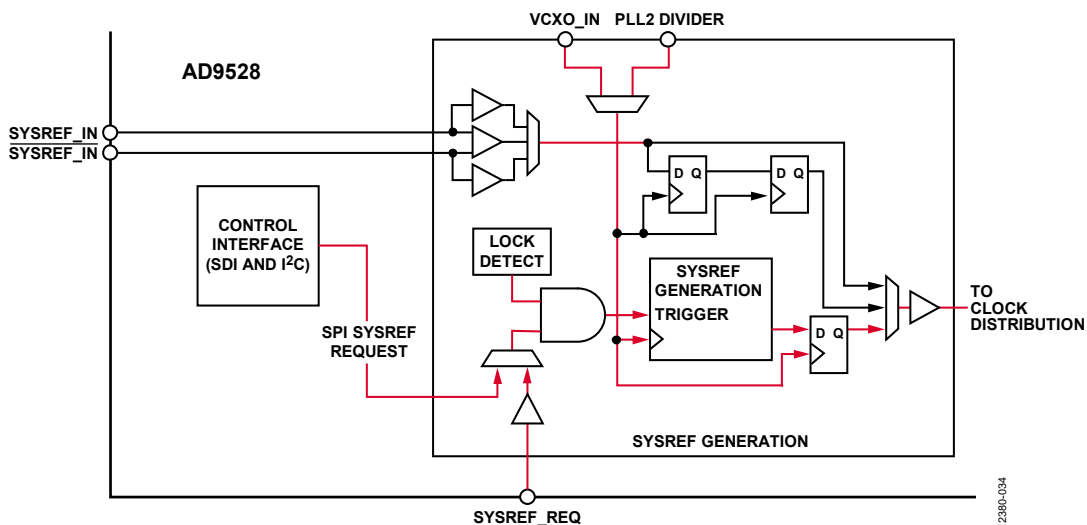 VCXO_IN PLL2 DIVIDER
AD9528
SYSREF_IN
SYSREF_IN
D Q
D Q
CONTROL
INTERFACE
(SDI AND I²C)
LOCK
DETECT
SYSREF
GENERATION
TRIGGER
D Q
TO
CLOCK
DISTRIBUTION
SPI SYSREF
REQUEST
SYSREF GENERATION
SYSREF_REQ
2380-034